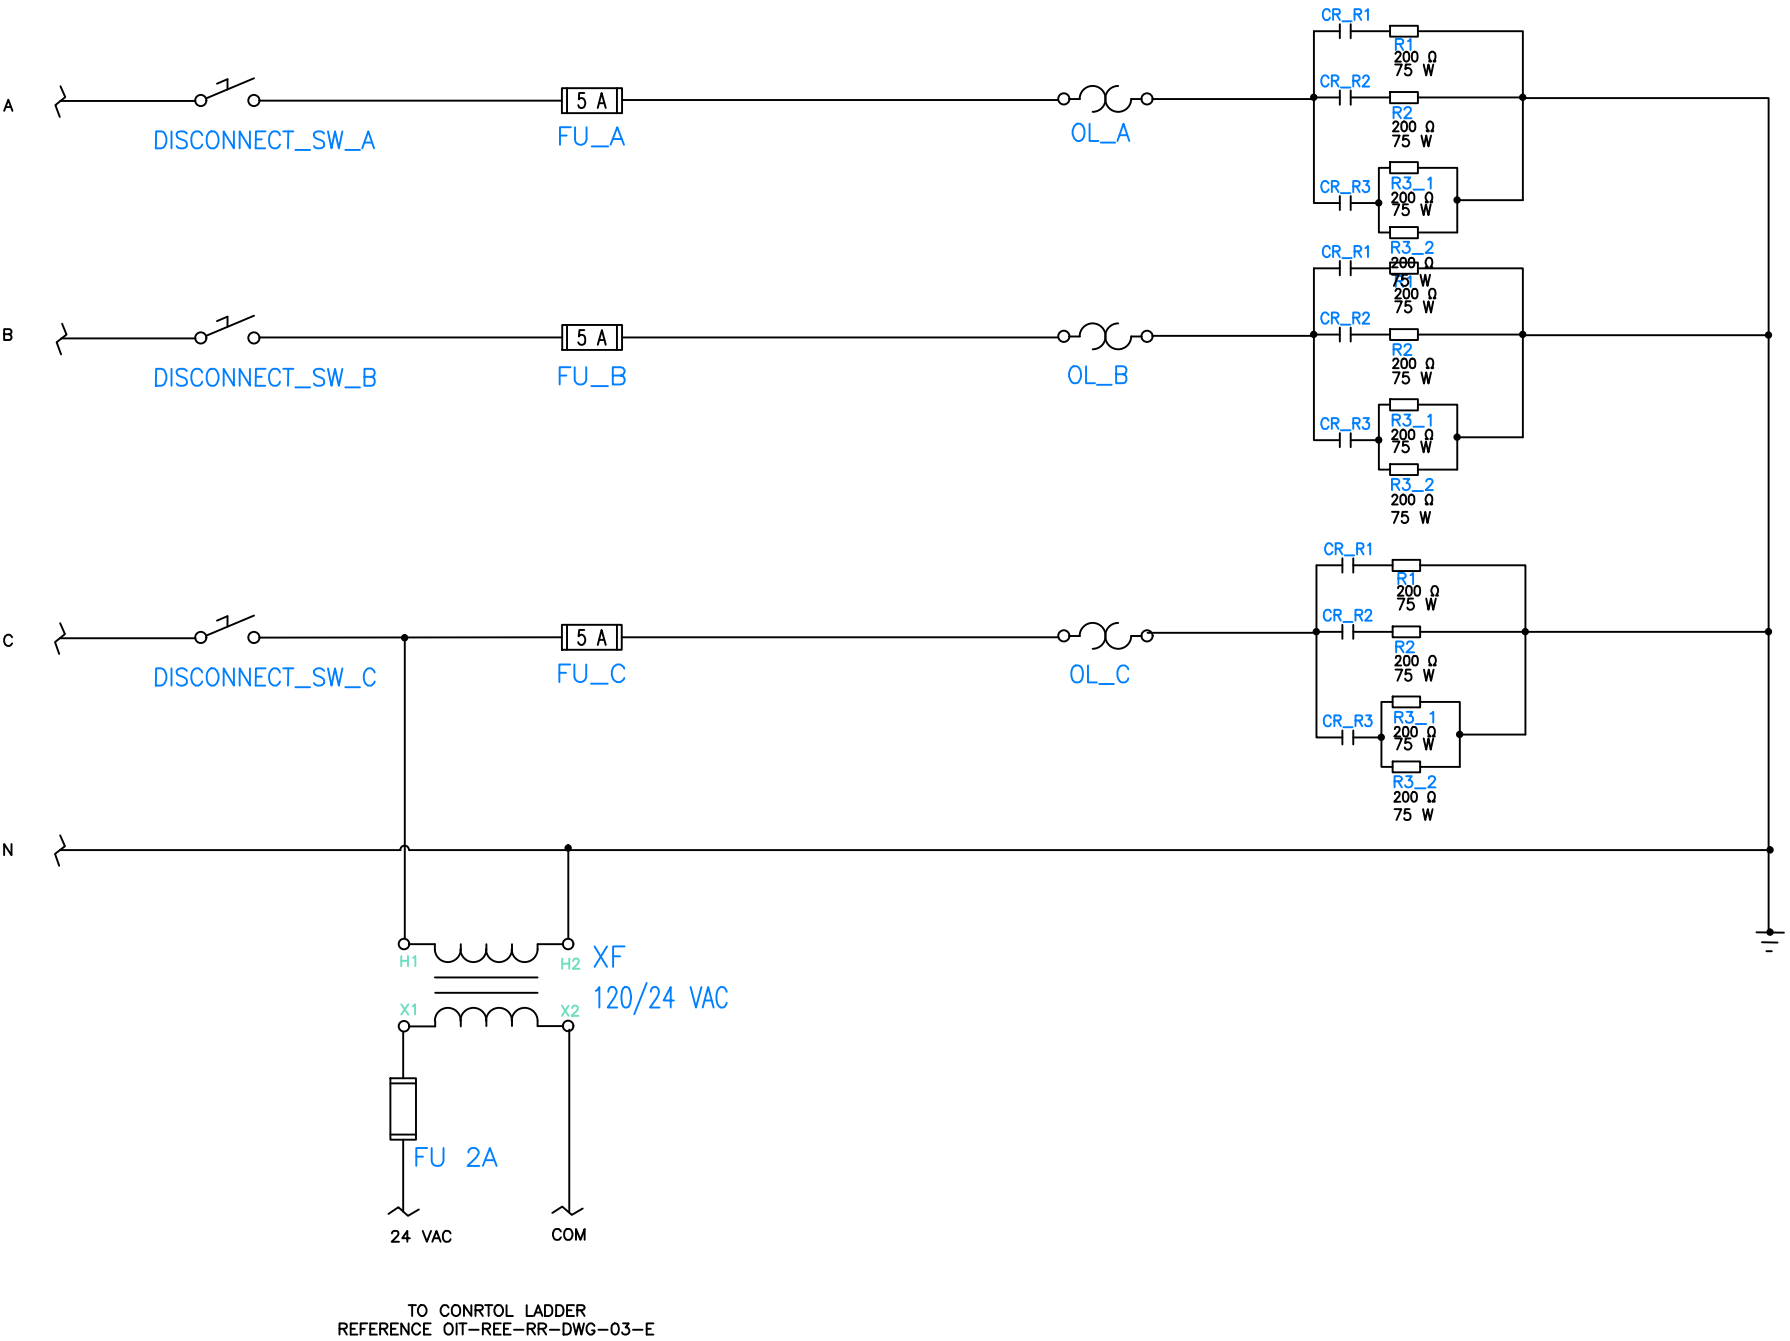 CR_R1
R1
200 Ω
75 W
A
5 A
CR_R2
DISCONNECT_SW_A
FU_A
OL_A
R2
200 Ω
75 W
CR_R3
R3_1
200 Ω
75 W
R3_2
200 Ω
75 W
CR_R1
R1
200 Ω
75 W
B
5 A
CR_R2
DISCONNECT_SW_B
FU_B
OL_B
R2
200 Ω
75 W
CR_R3
R3_1
200 Ω
75 W
R3_2
200 Ω
75 W
CR_R1
R1
200 Ω
75 W
C
5 A
CR_R2
DISCONNECT_SW_C
FU_C
OL_C
R2
200 Ω
75 W
CR_R3
R3_1
200 Ω
75 W
R3_2
200 Ω
75 W
N
H1
H2
XF
120/24 VAC
X1
X2
FU 2A
24 VAC
COM
TO CONRTOL LADDER
REFERENCE OIT-REE-RR-DWG-03-E